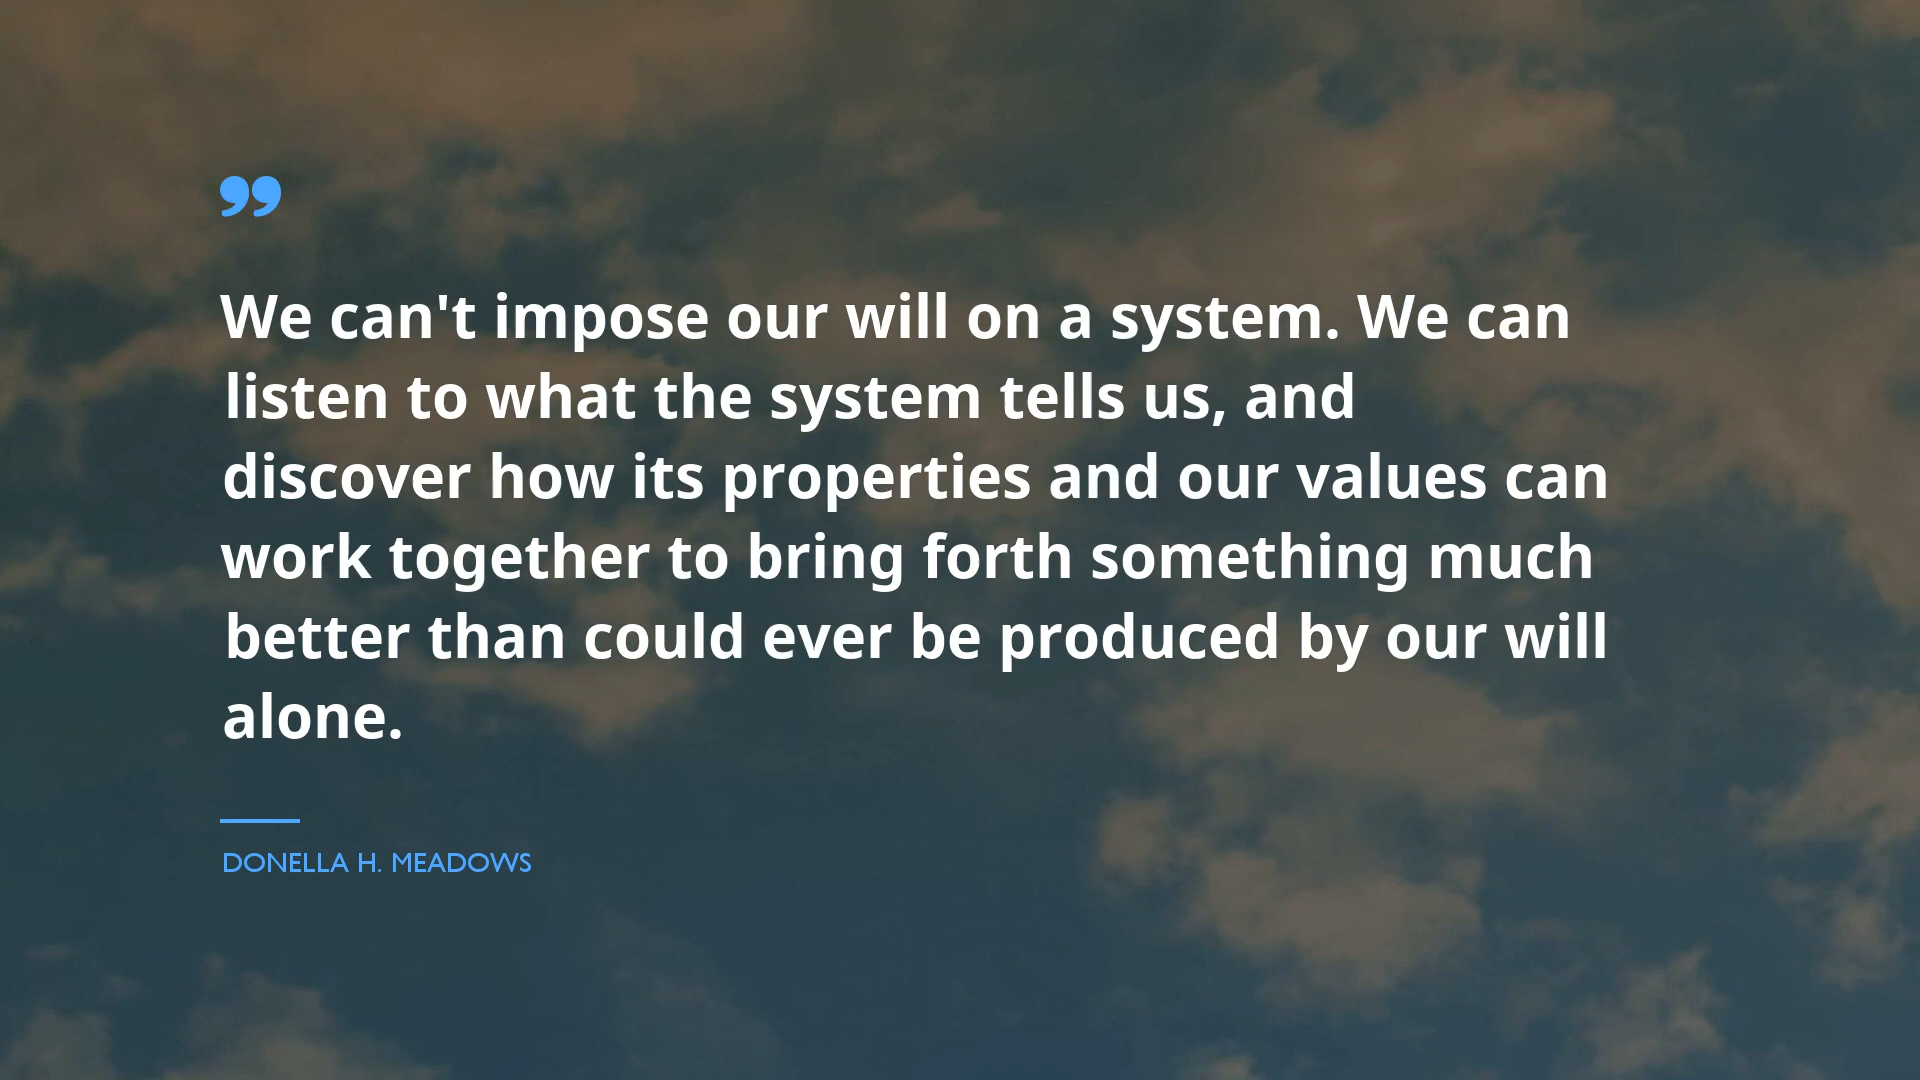 ”
We can't impose our will on a system. We can
listen to what the system tells us, and
discover how its properties and our values can
work together to bring forth something much
better than could ever be produced by our will
alone.
DONELLA H. MEADOWS